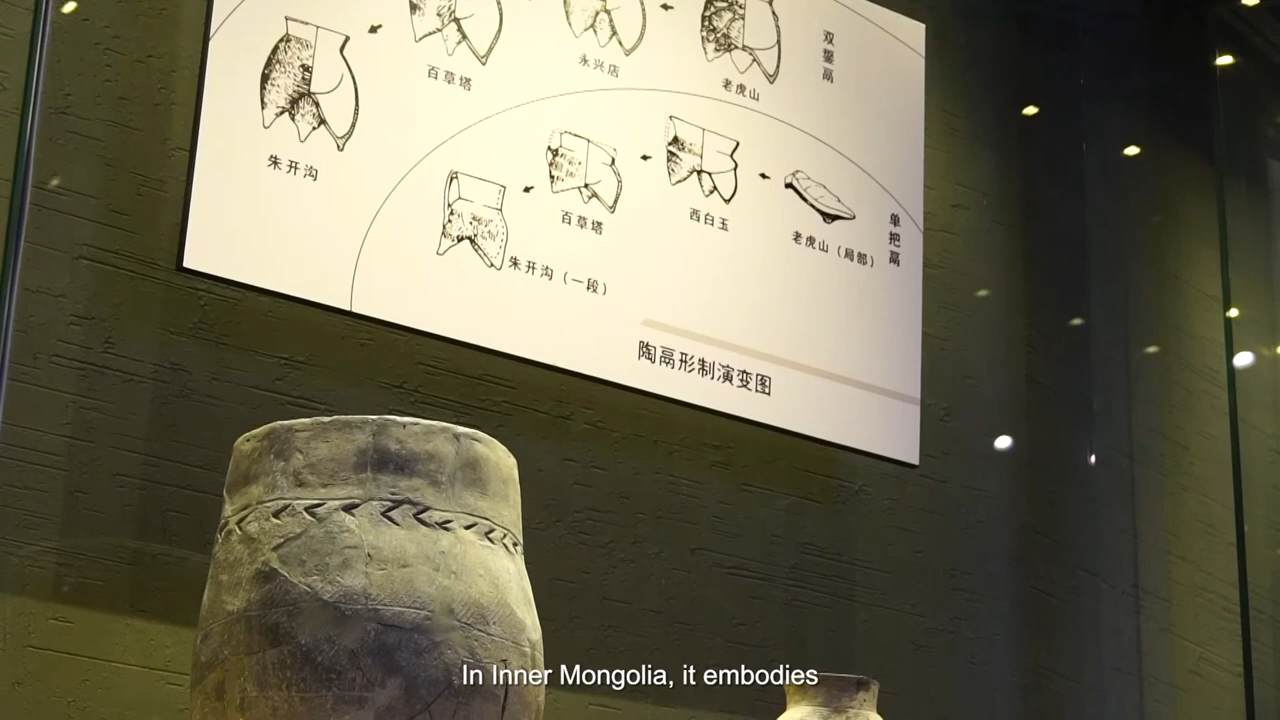 双鋬鬲
老虎山
永兴店
百草塔
朱开沟
单把鬲
老虎山（局部）
西白玉
百草塔
朱开沟（一段）
陶鬲形制演变图
In Inner Mongolia, it embodies